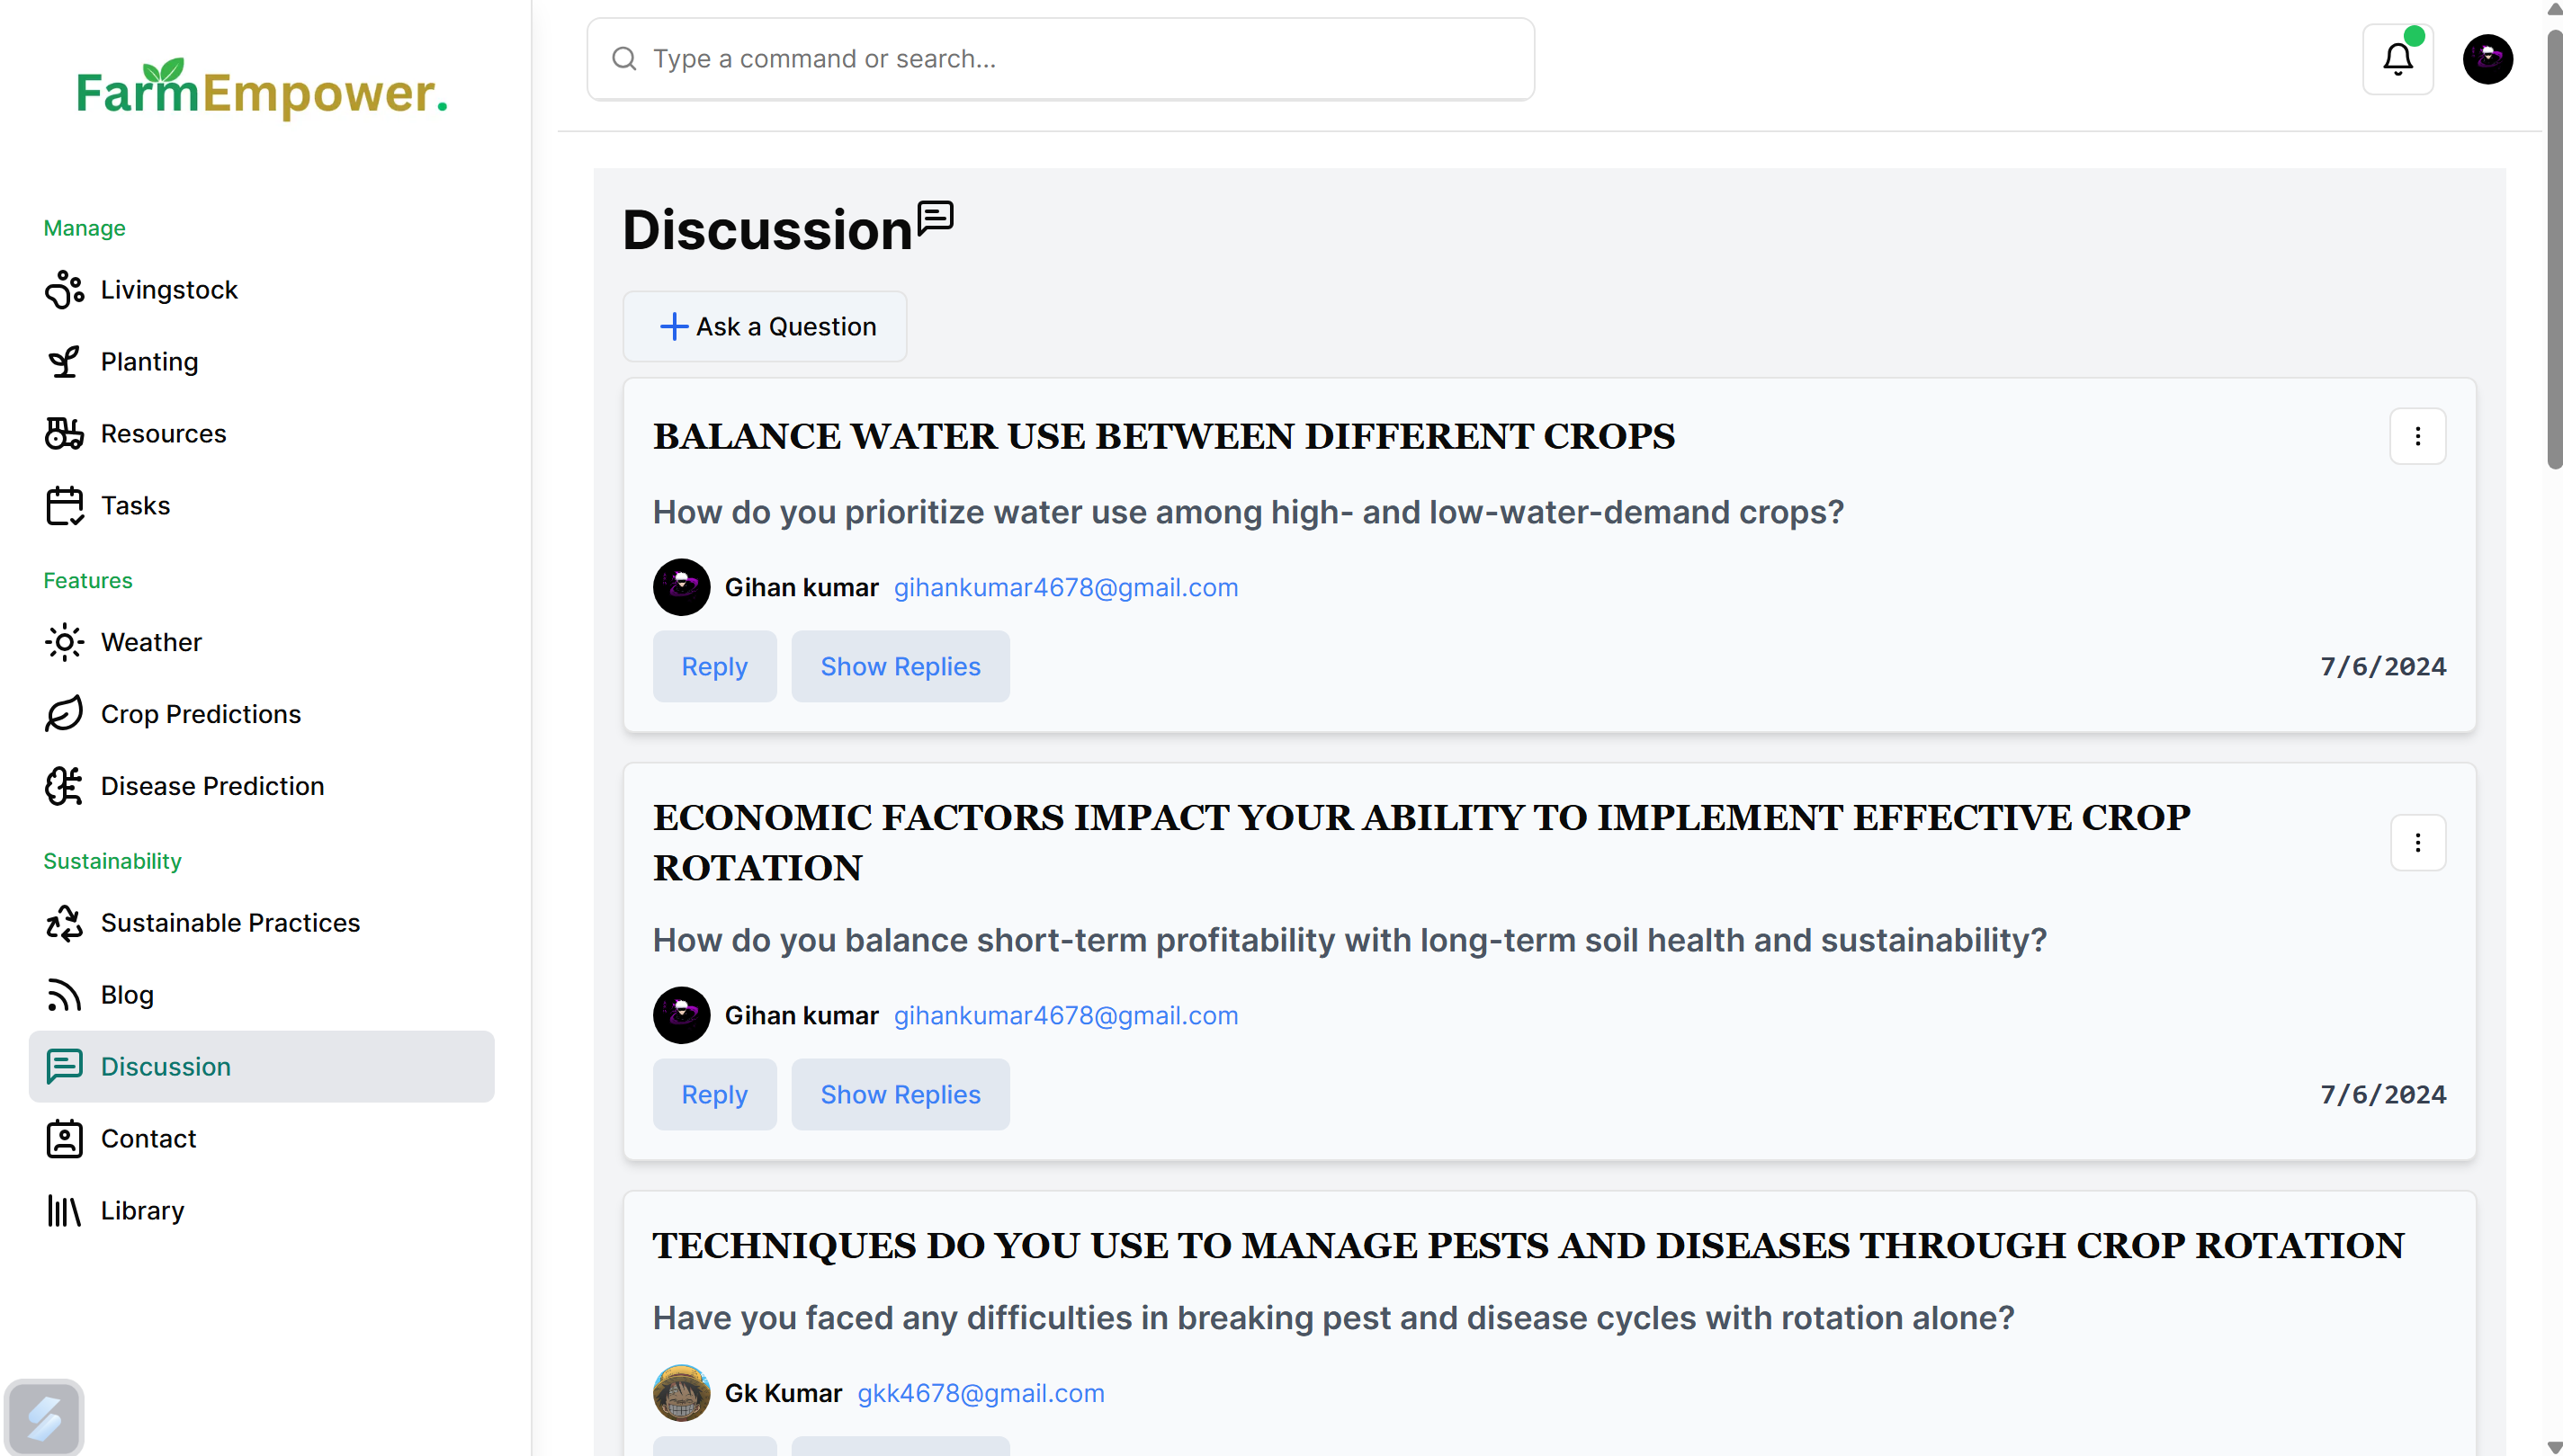 FarmEmpower.
Type a command or search...
Manage
Livingstock
Planting
Resources
Tasks
Features
Weather
Crop Predictions
Disease Prediction
Sustainability
Sustainable Practices
Blog
Discussion
Contact
Library
Discussion
Ask a Question
BALANCE WATER USE BETWEEN DIFFERENT CROPS
How do you prioritize water use among high- and low-water-demand crops?
Gihan kumar gihankumar4678@gmail.com
Reply Show Replies 7/6/2024
ECONOMIC FACTORS IMPACT YOUR ABILITY TO IMPLEMENT EFFECTIVE CROP
ROTATION
How do you balance short-term profitability with long-term soil health and sustainability?
Gihan kumar gihankumar4678@gmail.com
Reply Show Replies 7/6/2024
TECHNIQUES DO YOU USE TO MANAGE PESTS AND DISEASES THROUGH CROP ROTATION
Have you faced any difficulties in breaking pest and disease cycles with rotation alone?
Gk Kumar gkk4678@gmail.com